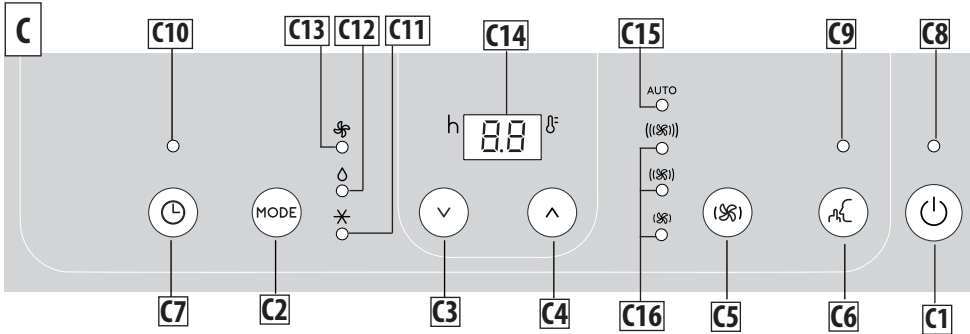 C
C10 C13 C12 C11 C14 C15 C9 C8
AUTO
h 8.8
MODE
C7 C2 C3 C4 C16 C5 C6 C1